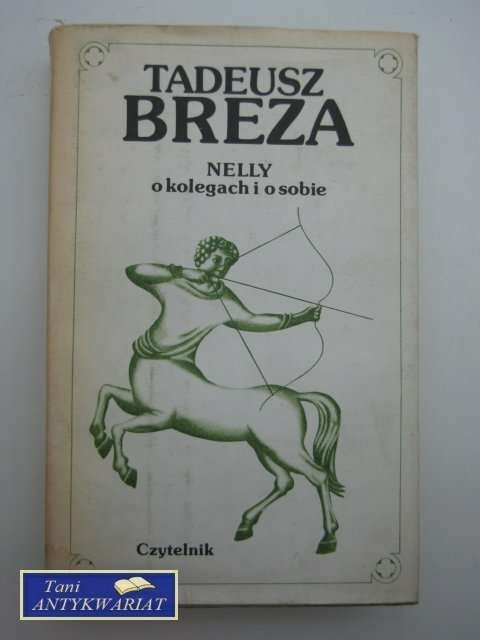 TADEUSZ
BREZA
NELLY
o kolegach i o sobie
Czytelnik
Tani
ANTYKWARIAT